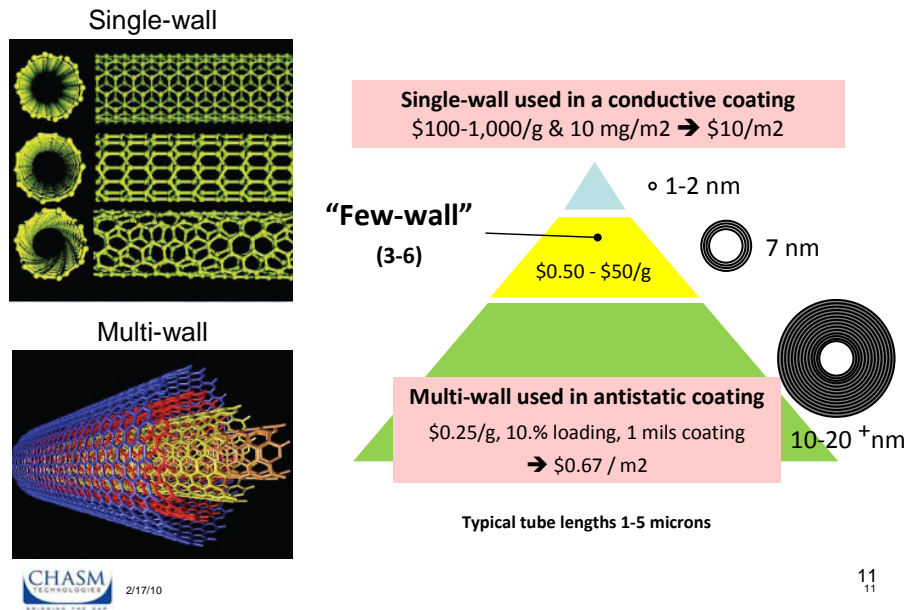 Single-wall
Multi-wall
Single-wall used in a conductive coating
$100-1,000/g & 10 mg/m2 ➔ $10/m2
1-2 nm
“Few-wall”
(3-6)
7 nm
$0.50 - $50/g
Multi-wall used in antistatic coating
$0.25/g, 10.% loading, 1 mils coating
➔ $0.67 / m2
10-20 +nm
Typical tube lengths 1-5 microns
CHASM
TECHNOLOGIES
BRIDGING THE GAP
2/17/10
11
11